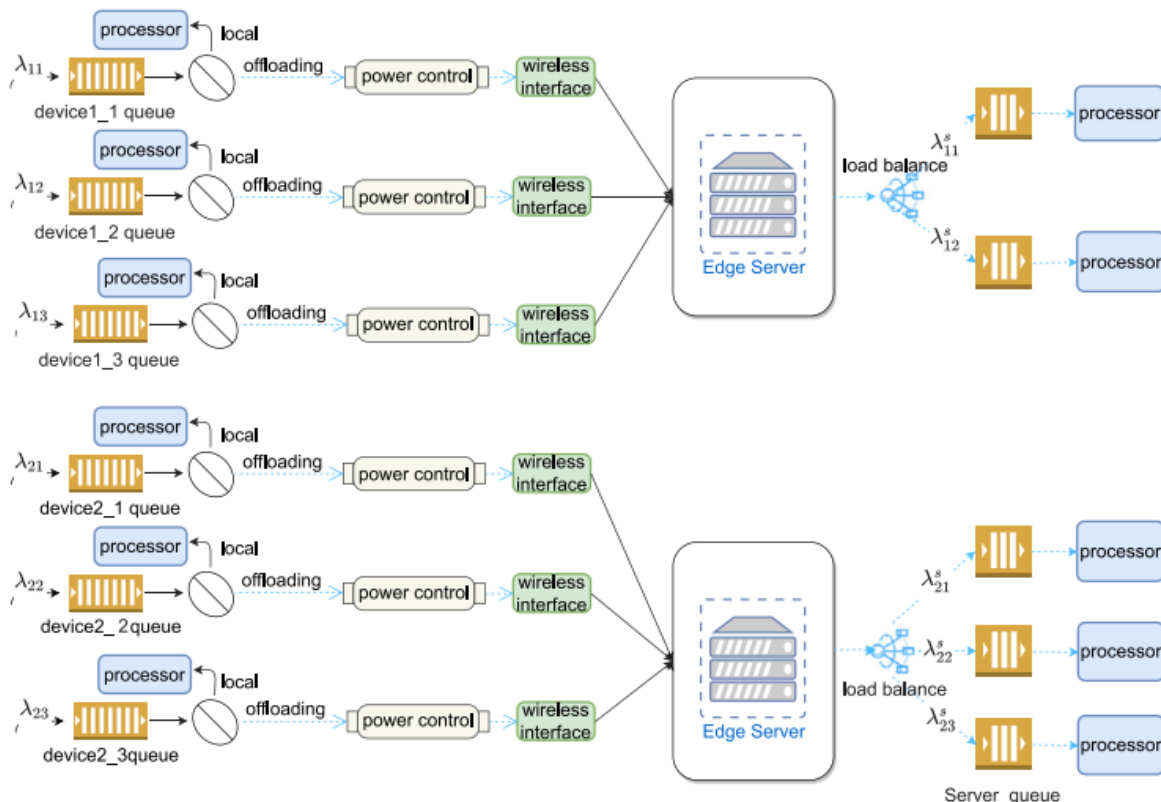 processor
local
λ11
offloading
power control
wireless
interface
device1_1 queue
processor
local
λ12
offloading
power control
wireless
interface
device1_2 queue
processor
local
λ13
offloading
power control
wireless
interface
device1_3 queue
Edge Server
load balance
λ^s_11
processor
λ^s_12
processor
processor
local
λ21
offloading
power control
wireless
interface
device2_1 queue
processor
local
λ22
offloading
power control
wireless
interface
device2_ 2queue
processor
local
λ23
offloading
power control
wireless
interface
device2_3queue
Edge Server
load balance
λ^s_21
processor
λ^s_22
processor
λ^s_23
processor
Server_queue